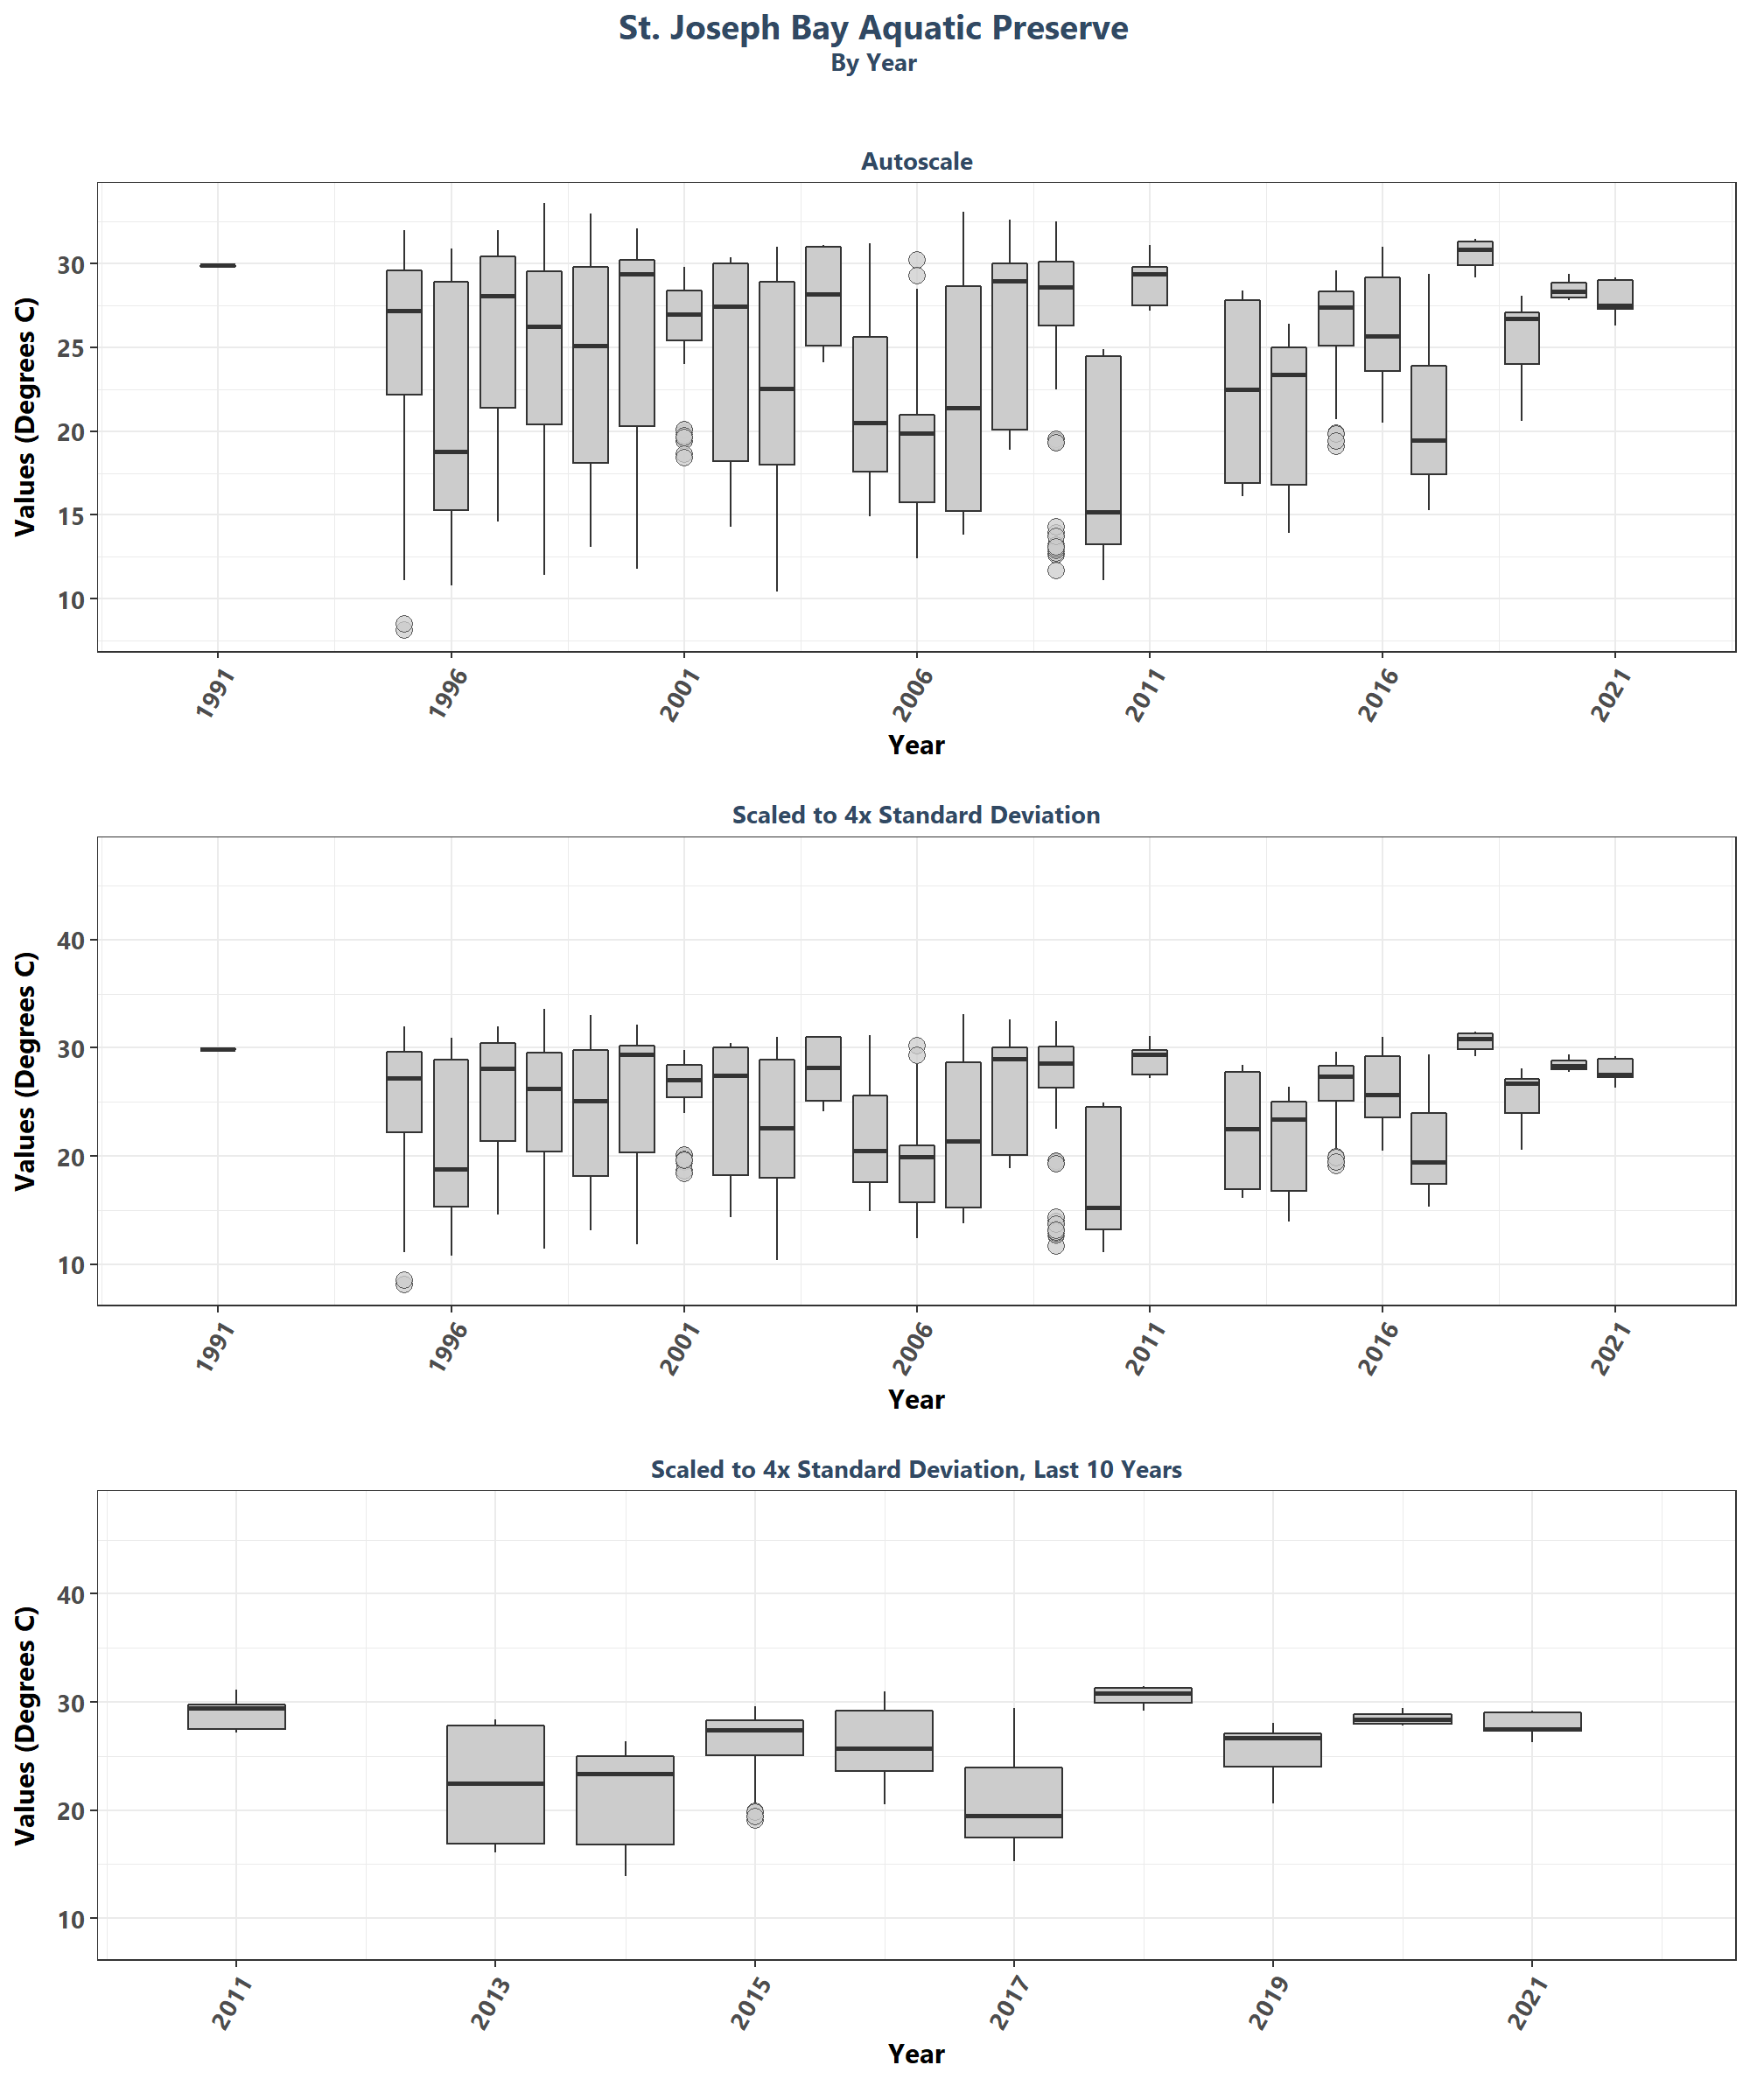 St. Joseph Bay Aquatic Preserve
By Year
Autoscale
Values (Degrees C)
30
25
20
15
10
1991 1996 2001 2006 2011 2016 2021
Year
Scaled to 4x Standard Deviation
Values (Degrees C)
40
30
20
10
1991 1996 2001 2006 2011 2016 2021
Year
Scaled to 4x Standard Deviation, Last 10 Years
Values (Degrees C)
40
30
20
10
2011 2013 2015 2017 2019 2021
Year